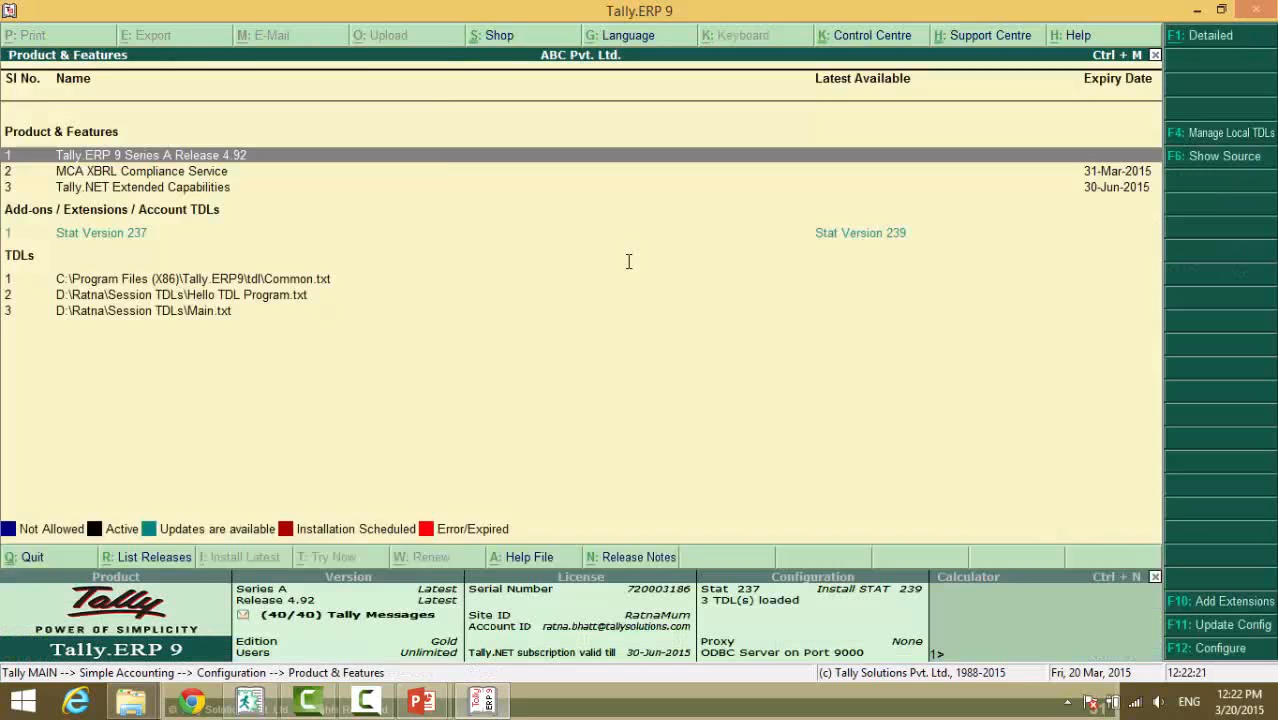 Tally.ERP 9
P: Print E: Export M: E-Mail O: Upload S: Shop G: Language K: Keyboard K: Control Centre H: Support Centre H: Help F1: Detailed
Product & Features ABC Pvt. Ltd. Ctrl + M
Sl No. Name Latest Available Expiry Date
Product & Features
F4: Manage Local TDLs
1 Tally.ERP 9 Series A Release 4.92
F6: Show Source
2 MCA XBRL Compliance Service 31-Mar-2015
3 Tally.NET Extended Capabilities 30-Jun-2015
Add-ons / Extensions / Account TDLs
1 Stat Version 237 Stat Version 239
TDLs
1 C:\Program Files (X86)\Tally.ERP9\tdl\Common.txt
2 D:\Ratna\Session TDLs\Hello TDL Program.txt
3 D:\Ratna\Session TDLs\Main.txt
Not Allowed Active Updates are available Installation Scheduled Error/Expired
Q: Quit R: List Releases I: Install Latest T: Try Now W: Renew A: Help File N: Release Notes
Product Version License Configuration Calculator Ctrl + N
Series A Latest Serial Number 720003186 Stat 237 Install STAT 239
Release 4.92 Latest 3 TDL(s) loaded
F10: Add Extensions
Tally (40/40) Tally Messages Site ID RatnaMum
POWER OF SIMPLICITY Account ID ratna.bhatt@tallysolutions.com
F11: Update Config
Edition Gold Proxy None
Tally.ERP 9 Users Unlimited Tally.NET subscription valid till 30-Jun-2015 ODBC Server on Port 9000 1>
F12: Configure
Tally MAIN --> Simple Accounting --> Configuration --> Product & Features (c) Tally Solutions Pvt. Ltd., 1988-2015 Fri, 20 Mar, 2015 12:22:21
ENG 12:22 PM
3/20/2015